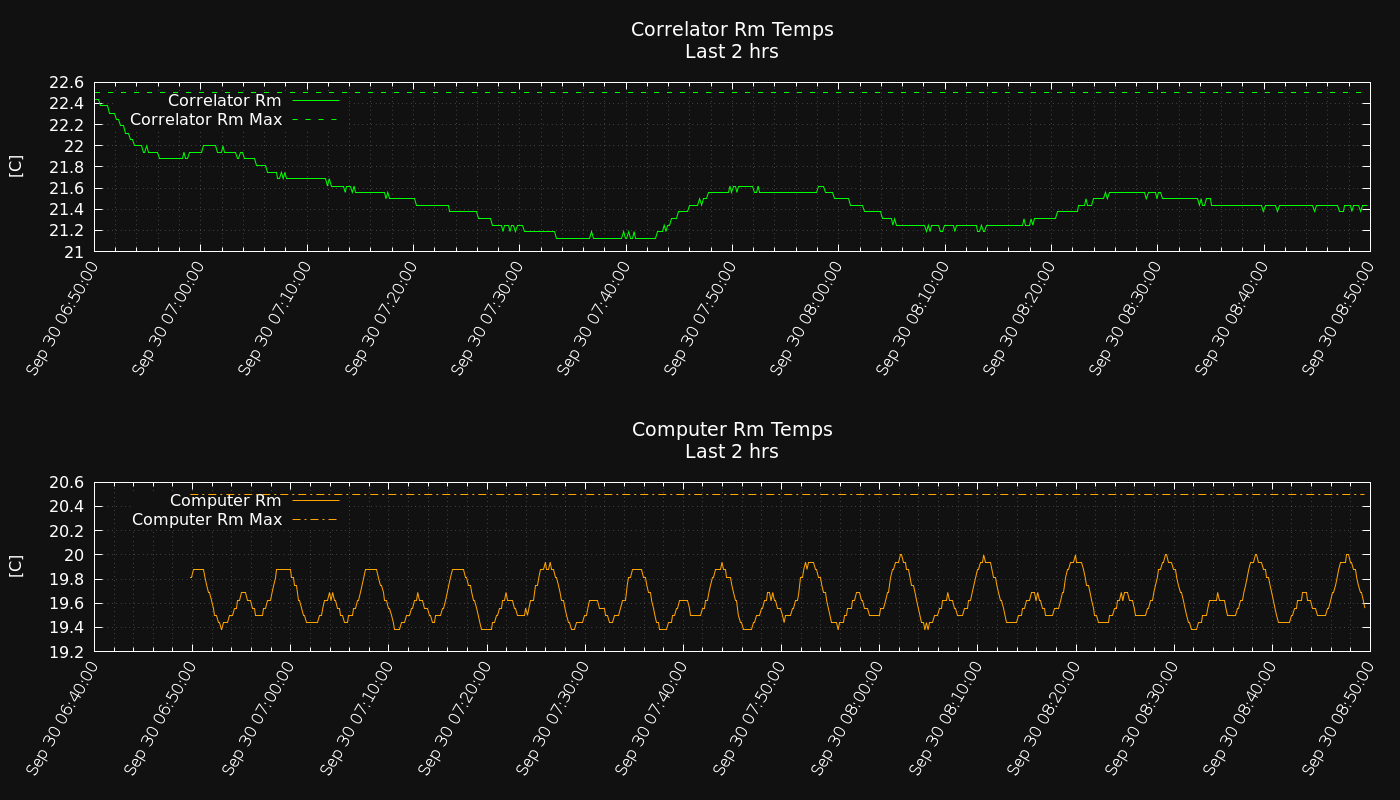 Correlator Rm Temps
Last 2 hrs
22.6
22.4
22.2
22
21.8
21.6
21.4
21.2
21
[C]
Correlator Rm
Correlator Rm Max
Sep 30 06:50:00
Sep 30 07:00:00
Sep 30 07:10:00
Sep 30 07:20:00
Sep 30 07:30:00
Sep 30 07:40:00
Sep 30 07:50:00
Sep 30 08:00:00
Sep 30 08:10:00
Sep 30 08:20:00
Sep 30 08:30:00
Sep 30 08:40:00
Sep 30 08:50:00
Computer Rm Temps
Last 2 hrs
20.6
20.4
20.2
20
19.8
19.6
19.4
19.2
[C]
Computer Rm
Computer Rm Max
Sep 30 06:40:00
Sep 30 06:50:00
Sep 30 07:00:00
Sep 30 07:10:00
Sep 30 07:20:00
Sep 30 07:30:00
Sep 30 07:40:00
Sep 30 07:50:00
Sep 30 08:00:00
Sep 30 08:10:00
Sep 30 08:20:00
Sep 30 08:30:00
Sep 30 08:40:00
Sep 30 08:50:00